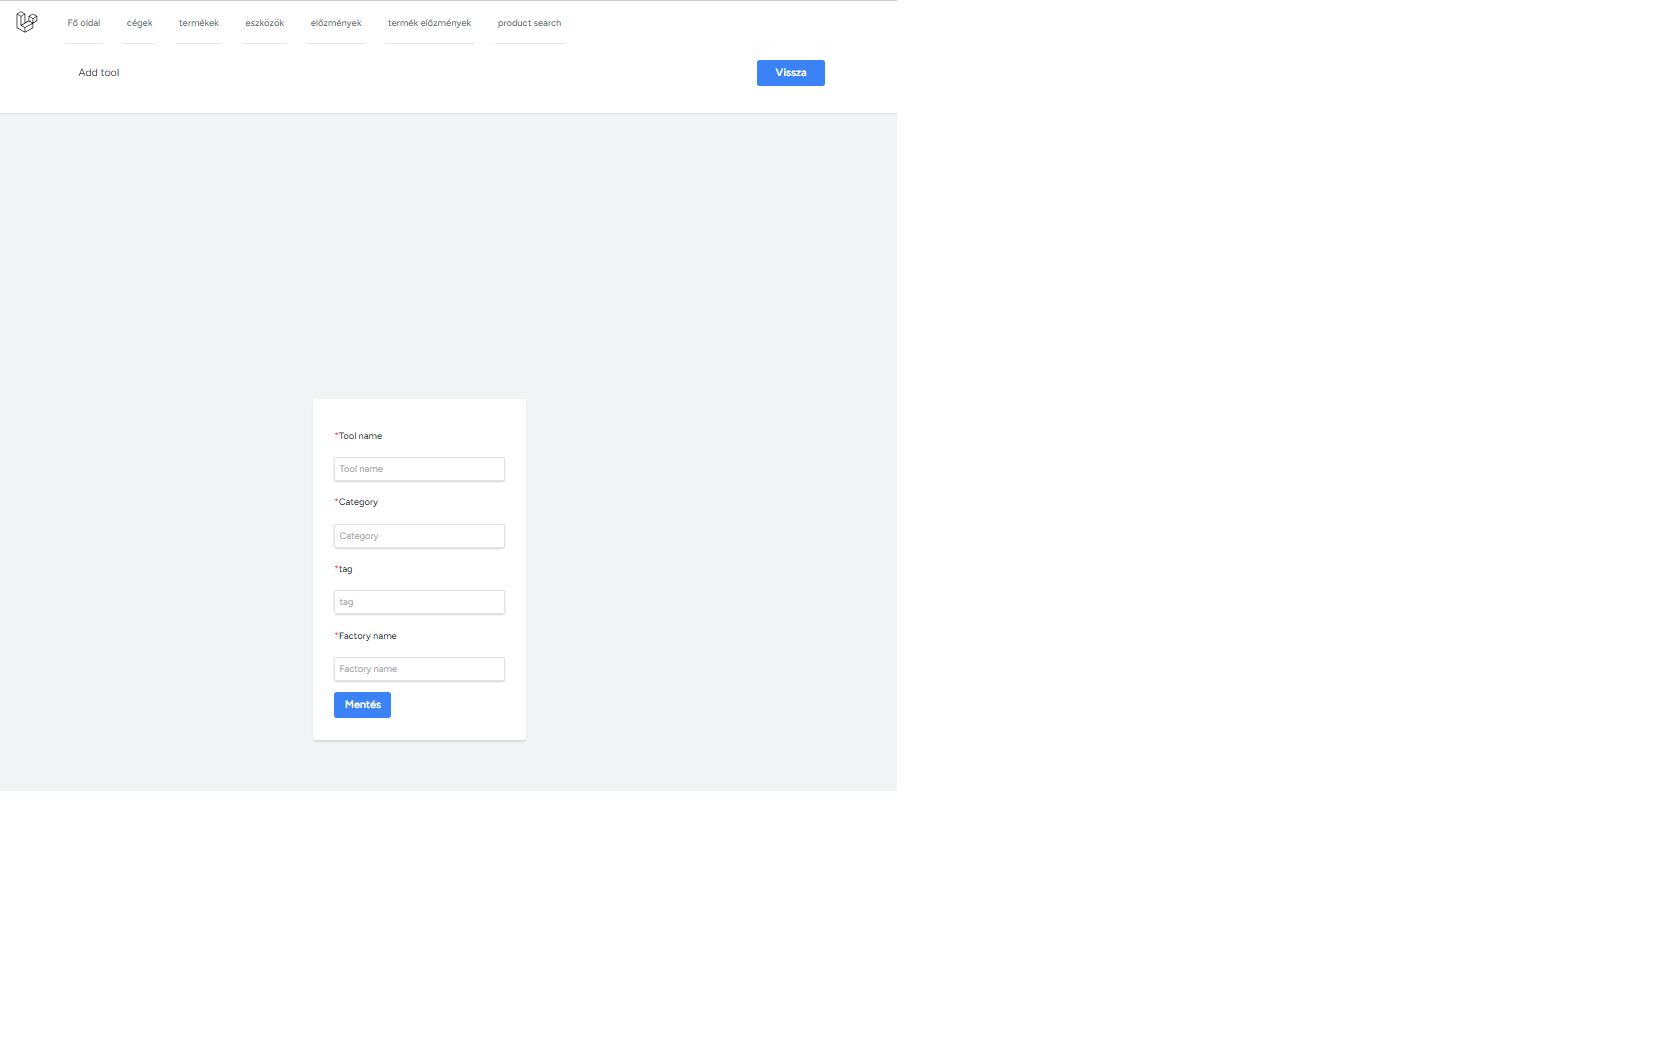 Fő oldal cégek termékek eszközök előzmények termék előzmények product search
Add tool Vissza
*Tool name
Tool name
*Category
Category
*tag
tag
*Factory name
Factory name
Mentés